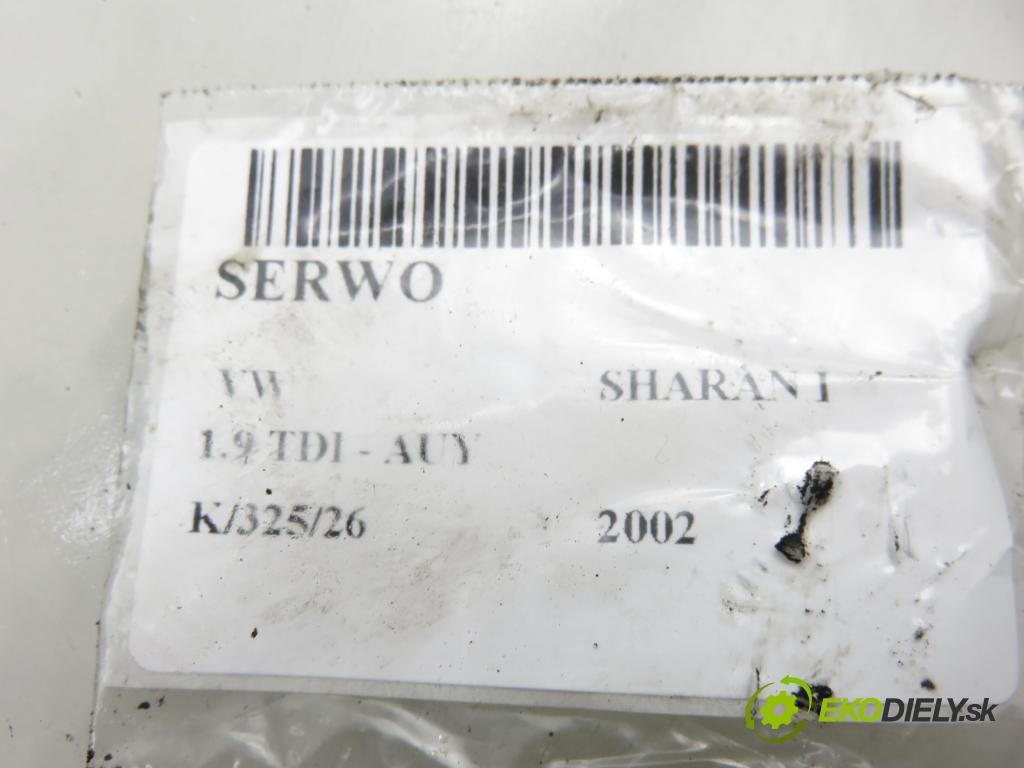 SERWO
VW SHARAN I
1.9 TDI - AUY
K/325/26 2002
EKODIELY.sk